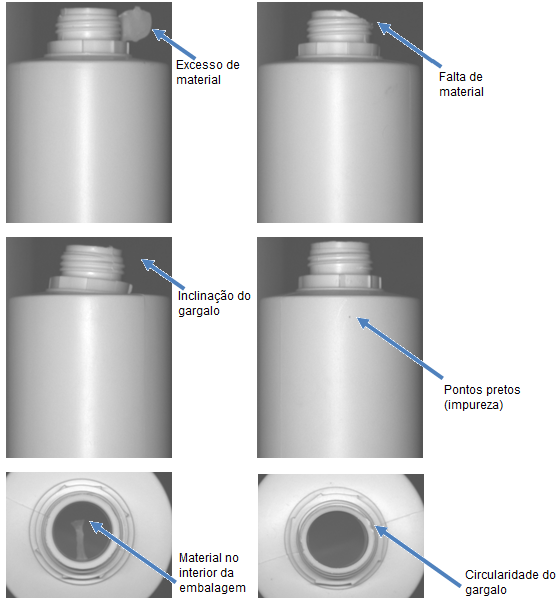 Excesso de
material
Falta de
material
Inclinação do
gargalo
Pontos pretos
(impureza)
Material no
interior da
embalagem
Circularidade do
gargalo